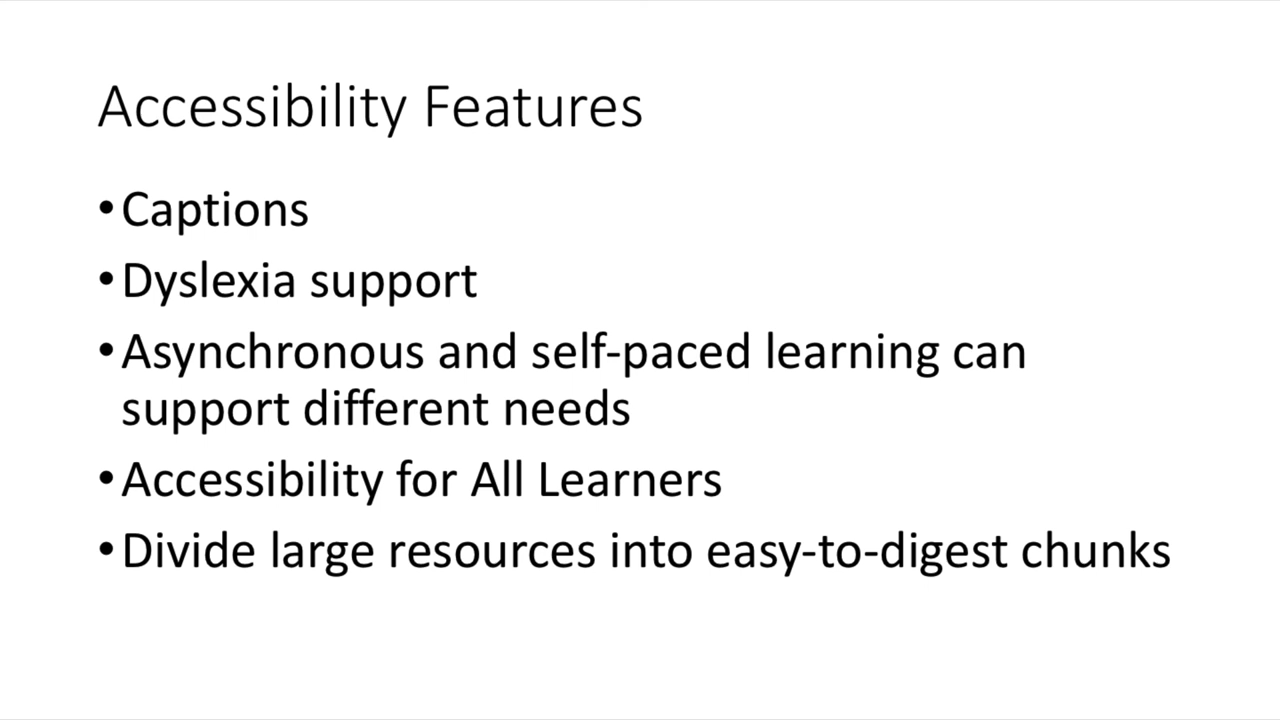 Accessibility Features
• Captions
• Dyslexia support
• Asynchronous and self-paced learning can
support different needs
• Accessibility for All Learners
• Divide large resources into easy-to-digest chunks